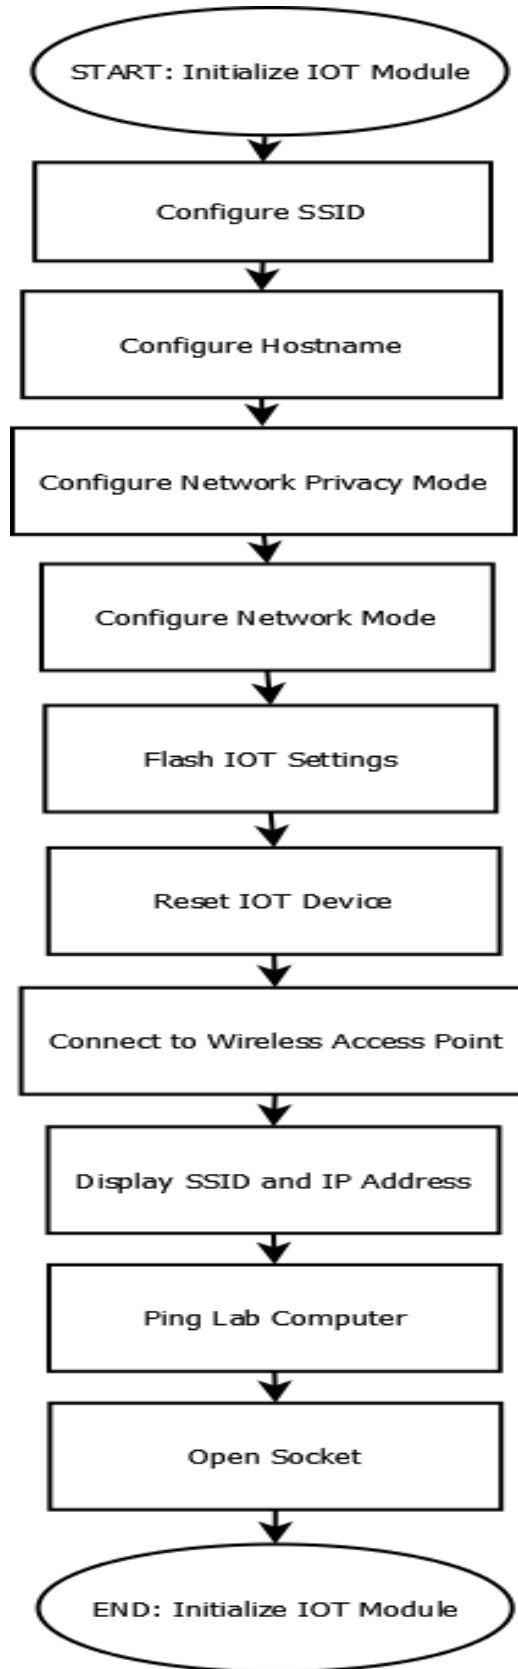 START: Initialize IOT Module
Configure SSID
Configure Hostname
Configure Network Privacy Mode
Configure Network Mode
Flash IOT Settings
Reset IOT Device
Connect to Wireless Access Point
Display SSID and IP Address
Ping Lab Computer
Open Socket
END: Initialize IOT Module